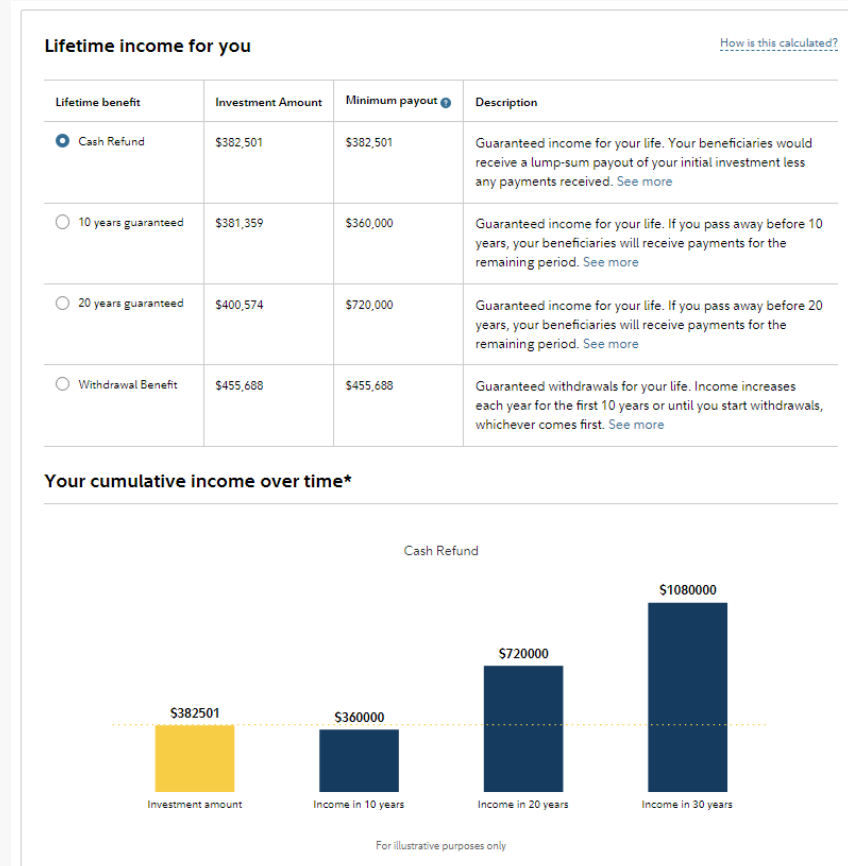 Lifetime income for you
How is this calculated?
Lifetime benefit Investment Amount Minimum payout ? Description
Cash Refund $382,501 $382,501 Guaranteed income for your life. Your beneficiaries would
receive a lump-sum payout of your initial investment less
any payments received. See more
10 years guaranteed $381,359 $360,000 Guaranteed income for your life. If you pass away before 10
years, your beneficiaries will receive payments for the
remaining period. See more
20 years guaranteed $400,574 $720,000 Guaranteed income for your life. If you pass away before 20
years, your beneficiaries will receive payments for the
remaining period. See more
Withdrawal Benefit $455,688 $455,688 Guaranteed withdrawals for your life. Income increases
each year for the first 10 years or until you start withdrawals,
whichever comes first. See more
Your cumulative income over time*
Cash Refund
$1080000
$720000
$382501
$360000
Investment amount Income in 10 years Income in 20 years Income in 30 years
For illustrative purposes only